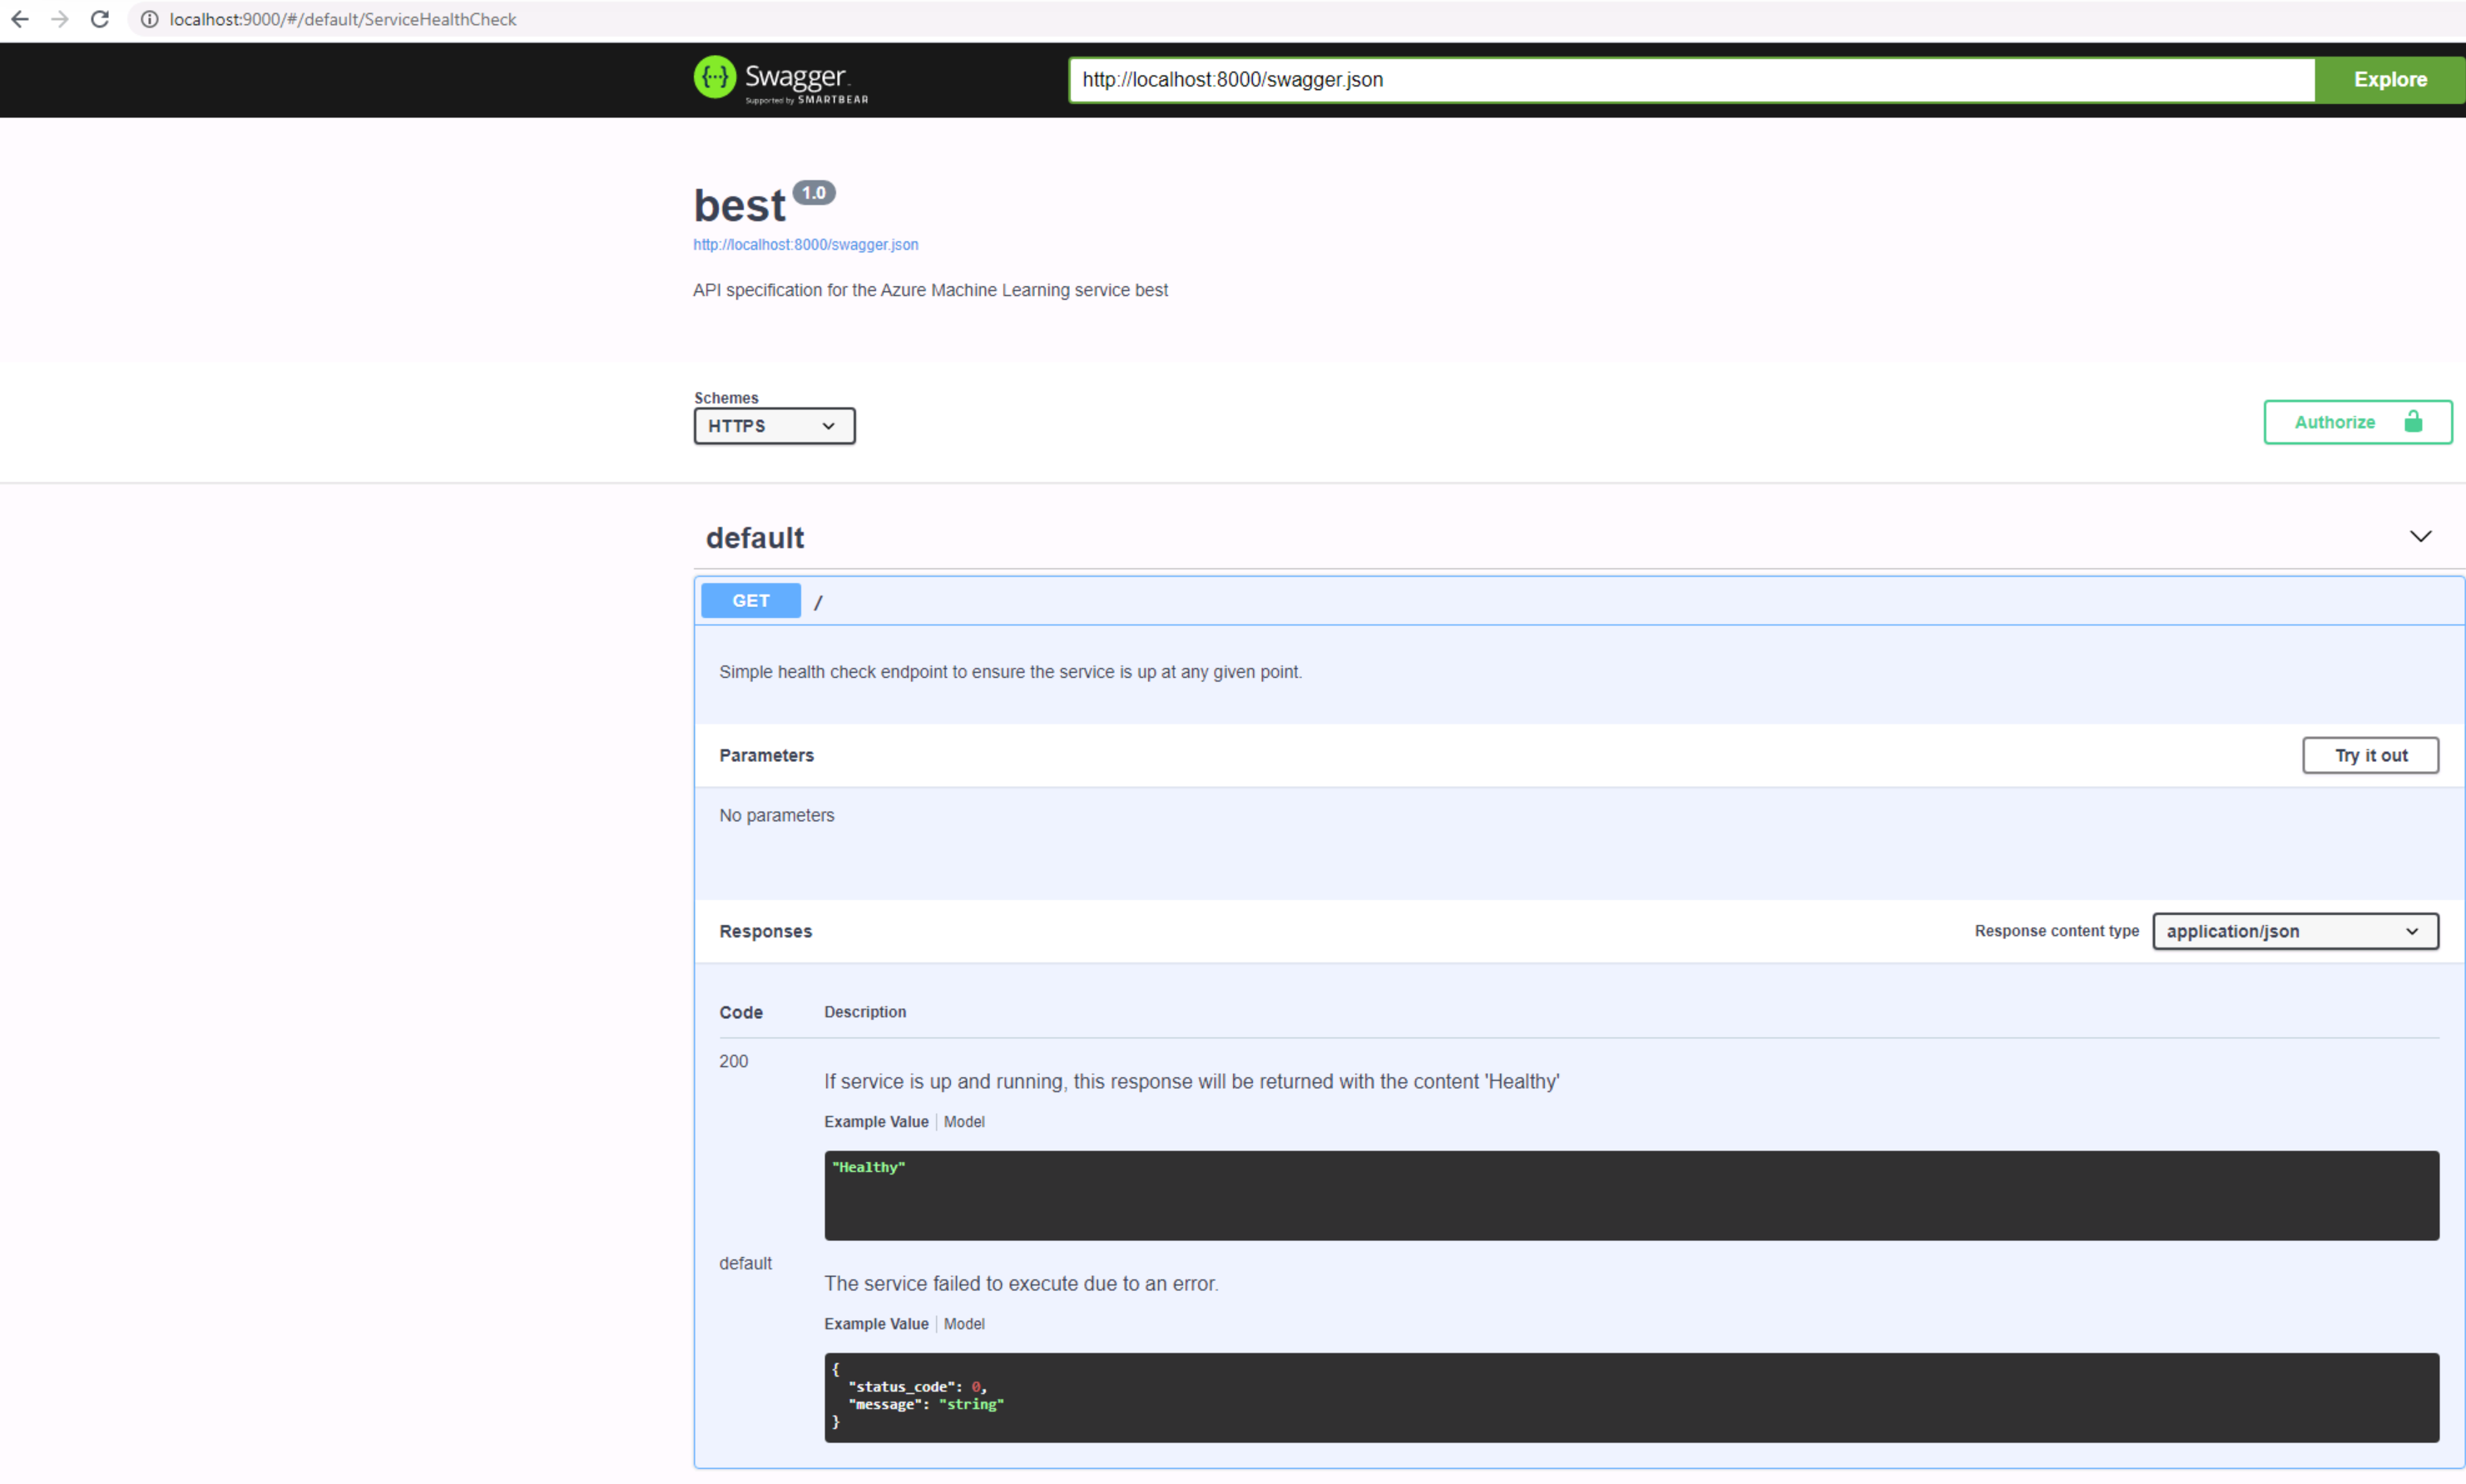 localhost:9000/#/default/ServiceHealthCheck
Swagger
Supported by SMARTBEAR
http://localhost:8000/swagger.json
Explore
best 1.0
http://localhost:8000/swagger.json
API specification for the Azure Machine Learning service best
Schemes
HTTPS
Authorize
default
GET /
Simple health check endpoint to ensure the service is up at any given point.
Parameters
Try it out
No parameters
Responses
Response content type
application/json
Code Description
200
If service is up and running, this response will be returned with the content 'Healthy'
Example Value | Model
"Healthy"
default
The service failed to execute due to an error.
Example Value | Model
{
"status_code": 0,
"message": "string"
}